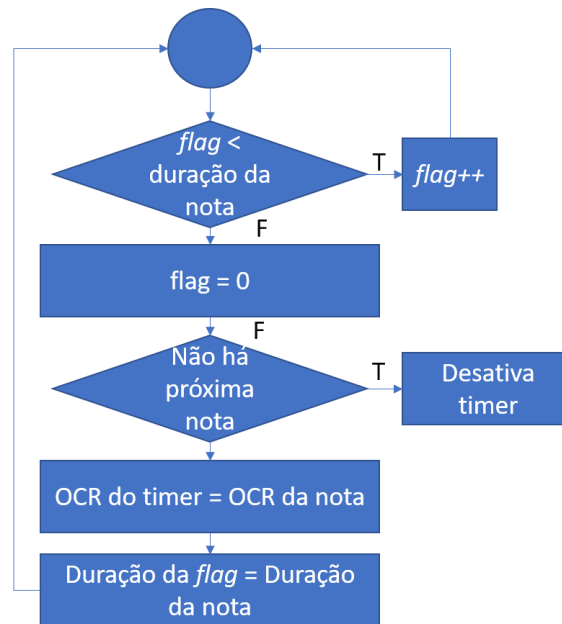 flag <
duração da
nota
T
flag++
F
flag = 0
F
Não há
próxima
nota
T
Desativa
timer
OCR do timer = OCR da nota
Duração da flag = Duração
da nota